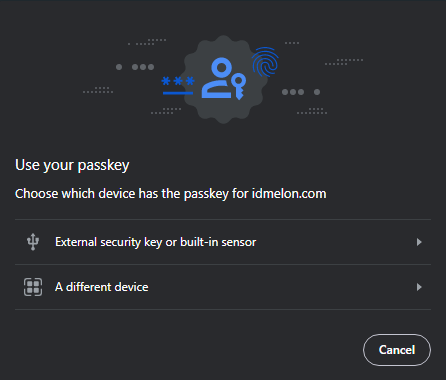 ***
Use your passkey
Choose which device has the passkey for idmelon.com
External security key or built-in sensor
A different device
Cancel